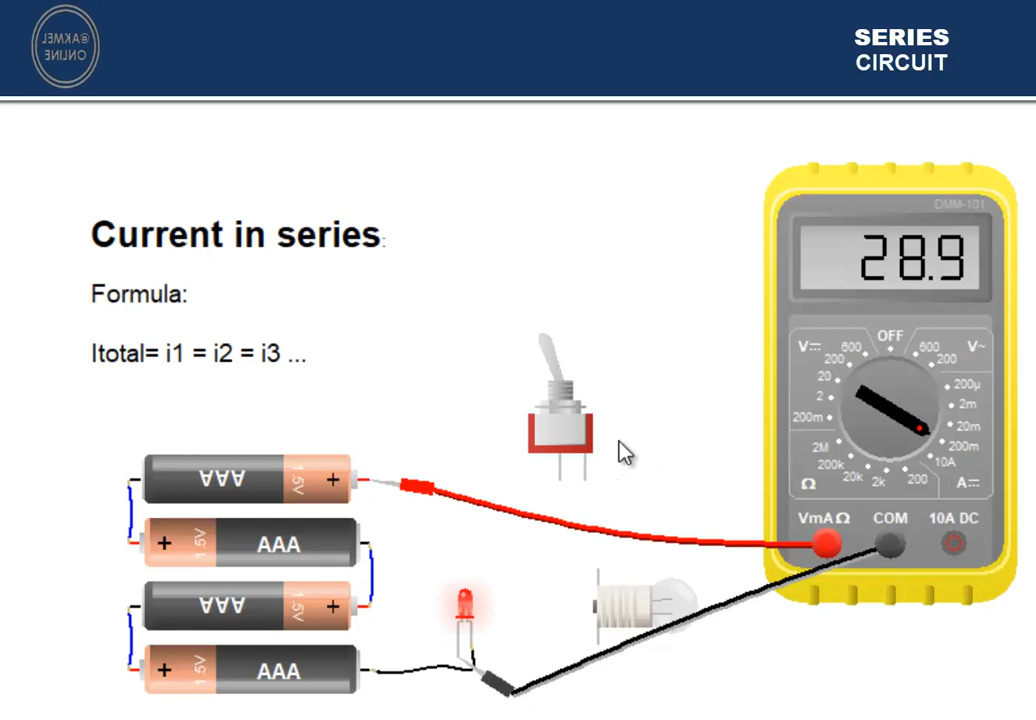 @AKMEL
ONLINE
SERIES
CIRCUIT
Current in series:
Formula:
Itotal= i1 = i2 = i3 ...
DMM-101
28.9
OFF
V⎓ 600 600 V~
200 200
20 200µ
2 2m
200m 20m
2M 200m
200k 10A
20k 2k 200
Ω A⎓
VmAΩ COM 10A DC
AAA 1.5V +
+ 1.5V AAA
AAA 1.5V +
+ 1.5V AAA